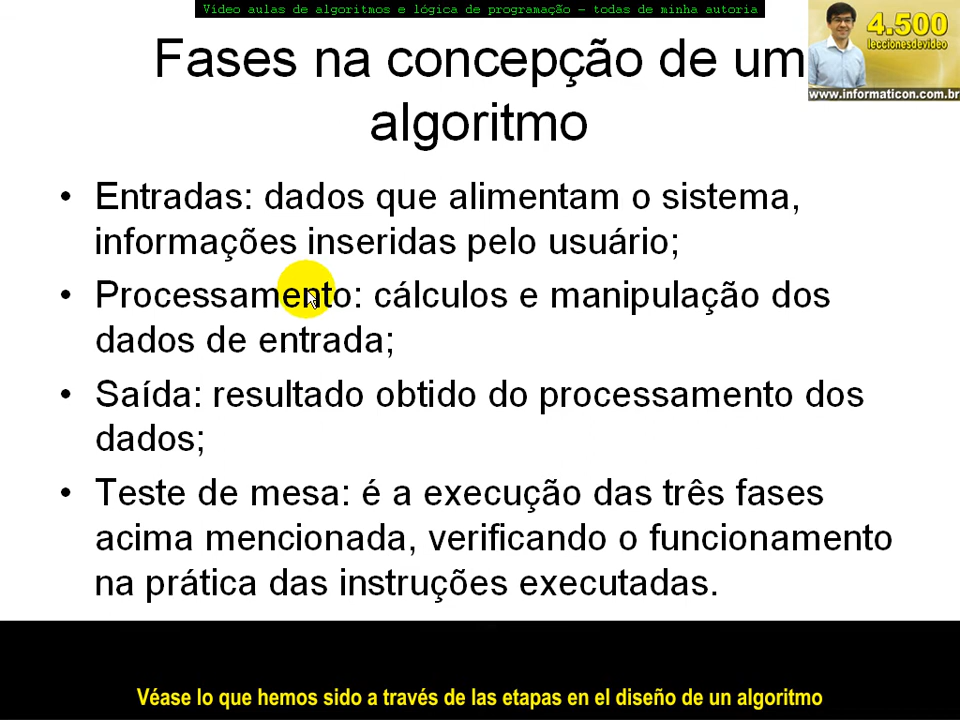 Vídeo aulas de algoritmos e lógica de programação - todas de minha autoria
4.500
leccionesdevideo
www.informaticon.com.br
Fases na concepção de um
algoritmo
• Entradas: dados que alimentam o sistema,
informações inseridas pelo usuário;
• Processamento: cálculos e manipulação dos
dados de entrada;
• Saída: resultado obtido do processamento dos
dados;
• Teste de mesa: é a execução das três fases
acima mencionada, verificando o funcionamento
na prática das instruções executadas.
Véase lo que hemos sido a través de las etapas en el diseño de un algoritmo